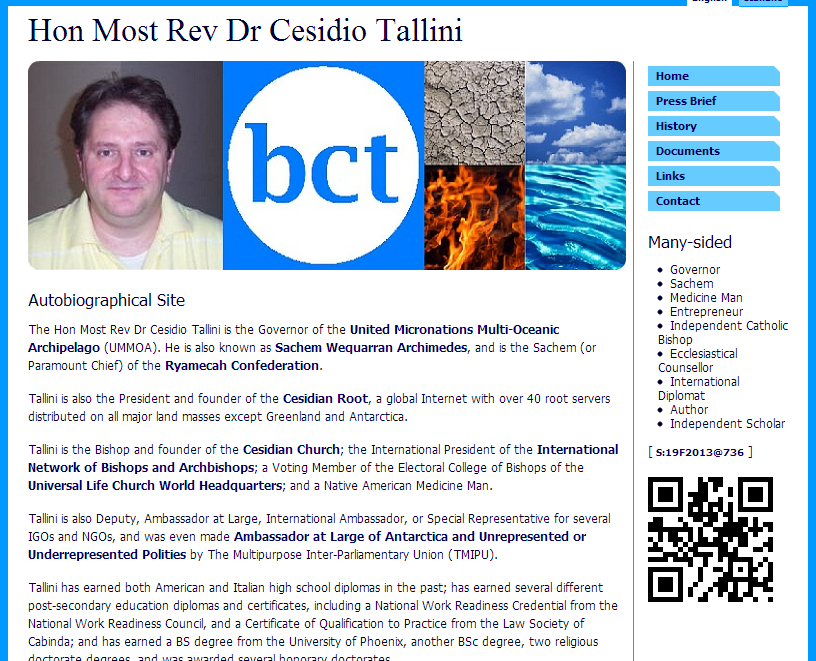 English
Hon Most Rev Dr Cesidio Tallini
bct
Home
Press Brief
History
Documents
Links
Contact
Autobiographical Site
The Hon Most Rev Dr Cesidio Tallini is the Governor of the United Micronations Multi-Oceanic
Archipelago (UMMOA). He is also known as Sachem Wequarran Archimedes, and is the Sachem (or
Paramount Chief) of the Ryamecah Confederation.
Tallini is also the President and founder of the Cesidian Root, a global Internet with over 40 root servers
distributed on all major land masses except Greenland and Antarctica.
Tallini is the Bishop and founder of the Cesidian Church; the International President of the International
Network of Bishops and Archbishops; a Voting Member of the Electoral College of Bishops of the
Universal Life Church World Headquarters; and a Native American Medicine Man.
Tallini is also Deputy, Ambassador at Large, International Ambassador, or Special Representative for several
IGOs and NGOs, and was even made Ambassador at Large of Antarctica and Unrepresented or
Underrepresented Polities by The Multipurpose Inter-Parliamentary Union (TMIPU).
Tallini has earned both American and Italian high school diplomas in the past; has earned several different
post-secondary education diplomas and certificates, including a National Work Readiness Credential from the
National Work Readiness Council, and a Certificate of Qualification to Practice from the Law Society of
Cabinda; and has earned a BS degree from the University of Phoenix, another BSc degree, two religious
doctorate degrees, and was awarded several honorary doctorates.
Many-sided
Governor
Sachem
Medicine Man
Entrepreneur
Independent Catholic
Bishop
Ecclesiastical
Counsellor
International
Diplomat
Author
Independent Scholar
[ S:19F2013@736 ]